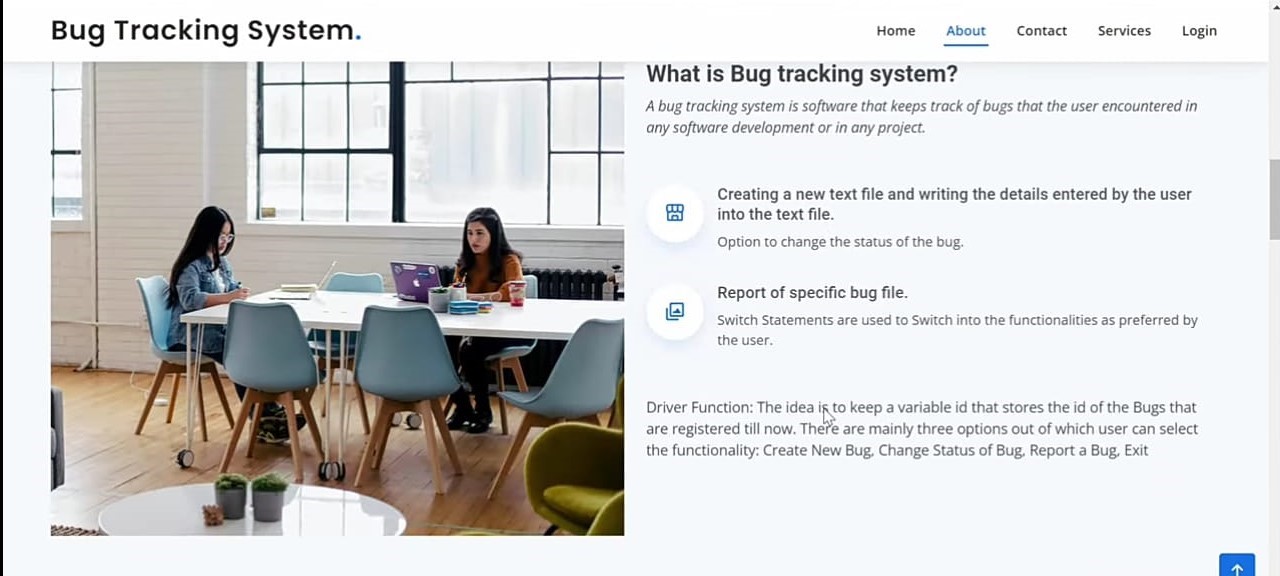 Bug Tracking System.
Home About Contact Services Login
What is Bug tracking system?
A bug tracking system is software that keeps track of bugs that the user encountered in
any software development or in any project.
Creating a new text file and writing the details entered by the user
into the text file.
Option to change the status of the bug.
Report of specific bug file.
Switch Statements are used to Switch into the functionalities as preferred by
the user.
Driver Function: The idea is to keep a variable id that stores the id of the Bugs that
are registered till now. There are mainly three options out of which user can select
the functionality: Create New Bug, Change Status of Bug, Report a Bug, Exit